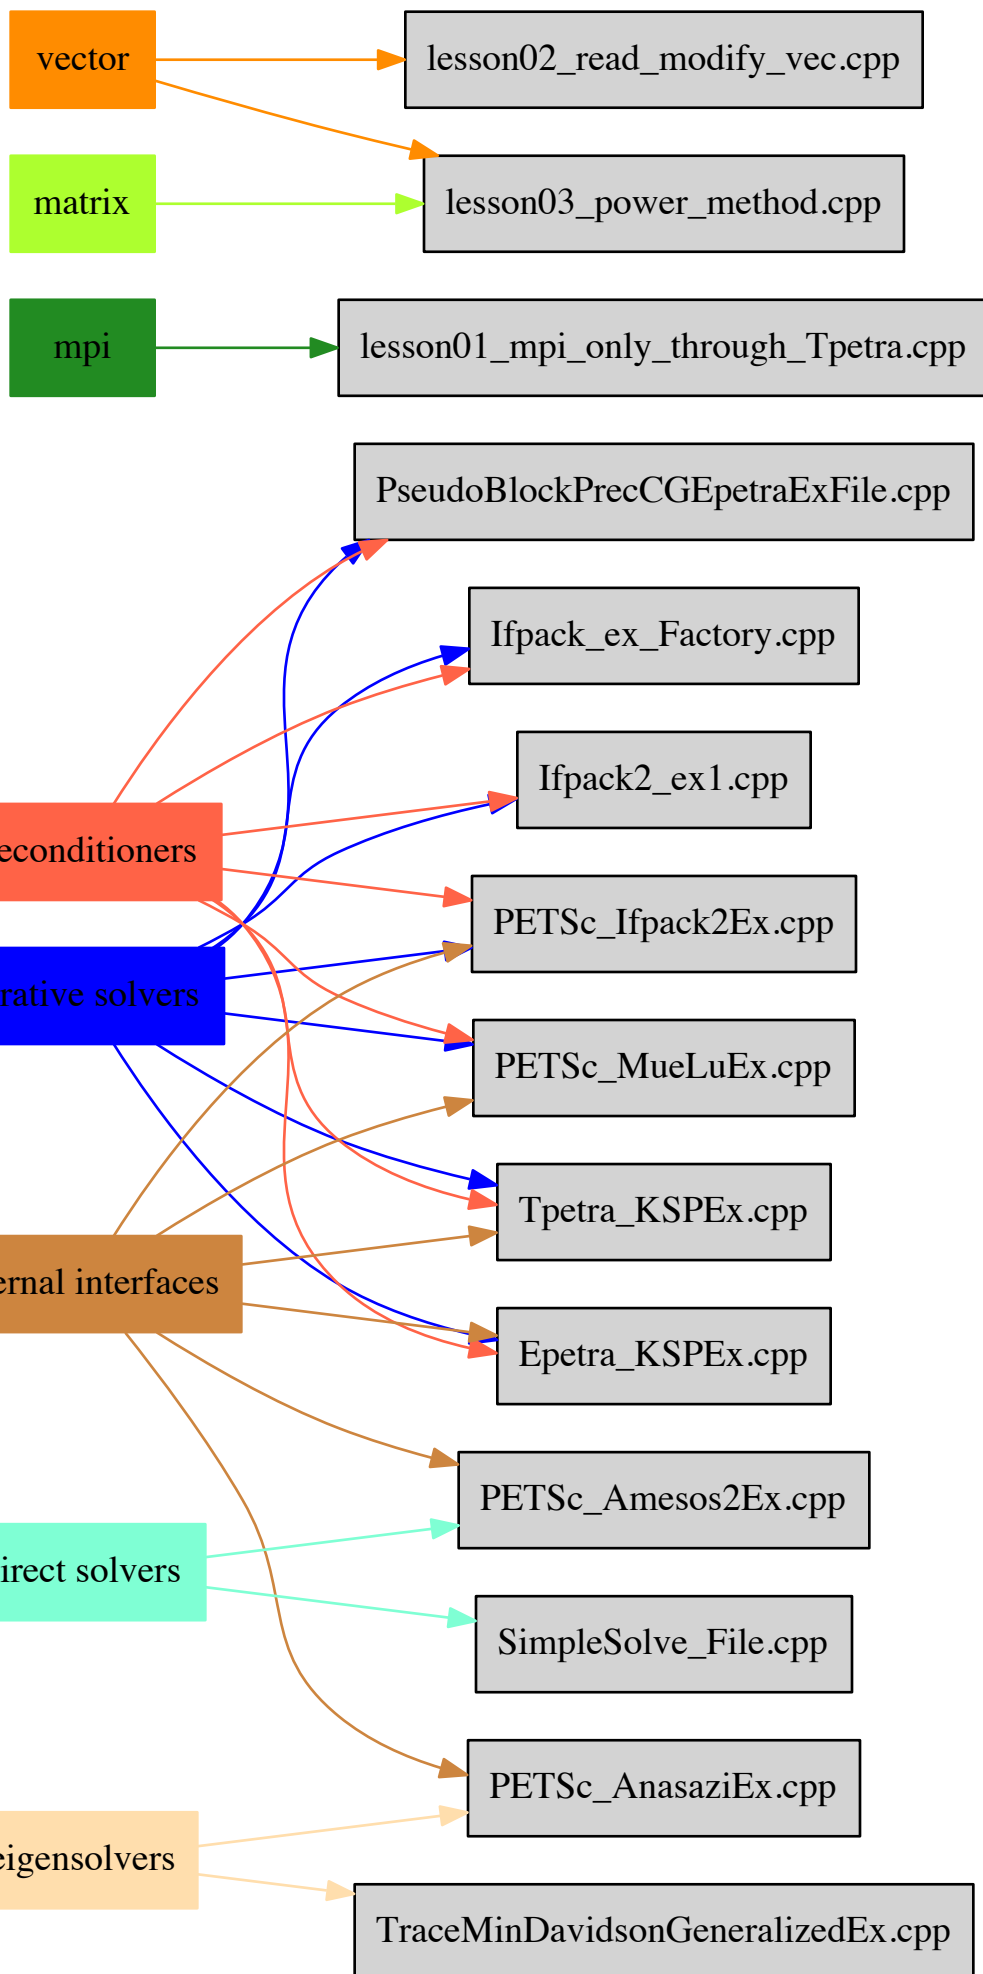 vector
lesson02_read_modify_vec.cpp
matrix
lesson03_power_method.cpp
mpi
lesson01_mpi_only_through_Tpetra.cpp
PseudoBlockPrecCGEpetraExFile.cpp
Ifpack_ex_Factory.cpp
Ifpack2_ex1.cpp
econditioners
PETSc_Ifpack2Ex.cpp
rative solvers
PETSc_MueLuEx.cpp
Tpetra_KSPEx.cpp
ernal interfaces
Epetra_KSPEx.cpp
PETSc_Amesos2Ex.cpp
irect solvers
SimpleSolve_File.cpp
PETSc_AnasaziEx.cpp
eigensolvers
TraceMinDavidsonGeneralizedEx.cpp